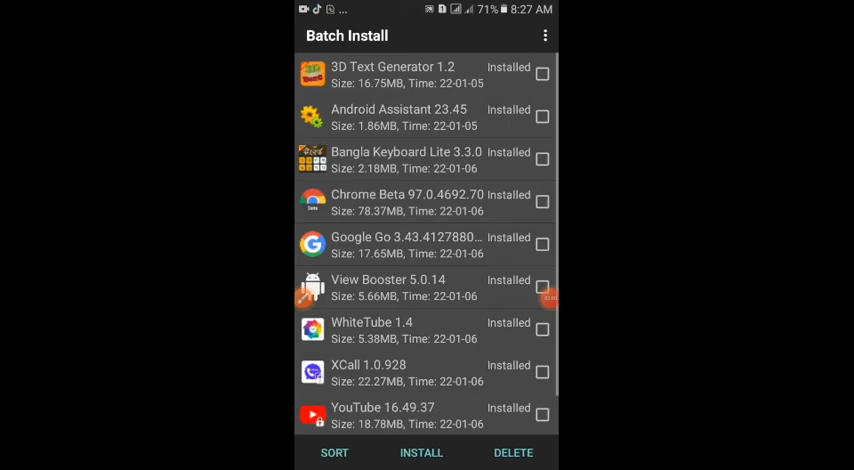 ... 71% 8:27 AM
Batch Install
3D Text Generator 1.2 Installed
Size: 16.75MB, Time: 22-01-05
Android Assistant 23.45 Installed
Size: 1.86MB, Time: 22-01-05
Bangla Keyboard Lite 3.3.0 Installed
Size: 2.18MB, Time: 22-01-06
Chrome Beta 97.0.4692.70 Installed
Size: 78.37MB, Time: 22-01-06
Google Go 3.43.4127880... Installed
Size: 17.65MB, Time: 22-01-06
View Booster 5.0.14 Installed
Size: 5.66MB, Time: 22-01-06
WhiteTube 1.4 Installed
Size: 5.38MB, Time: 22-01-06
XCall 1.0.928 Installed
Size: 22.27MB, Time: 22-01-06
YouTube 16.49.37 Installed
Size: 18.78MB, Time: 22-01-06
SORT INSTALL DELETE